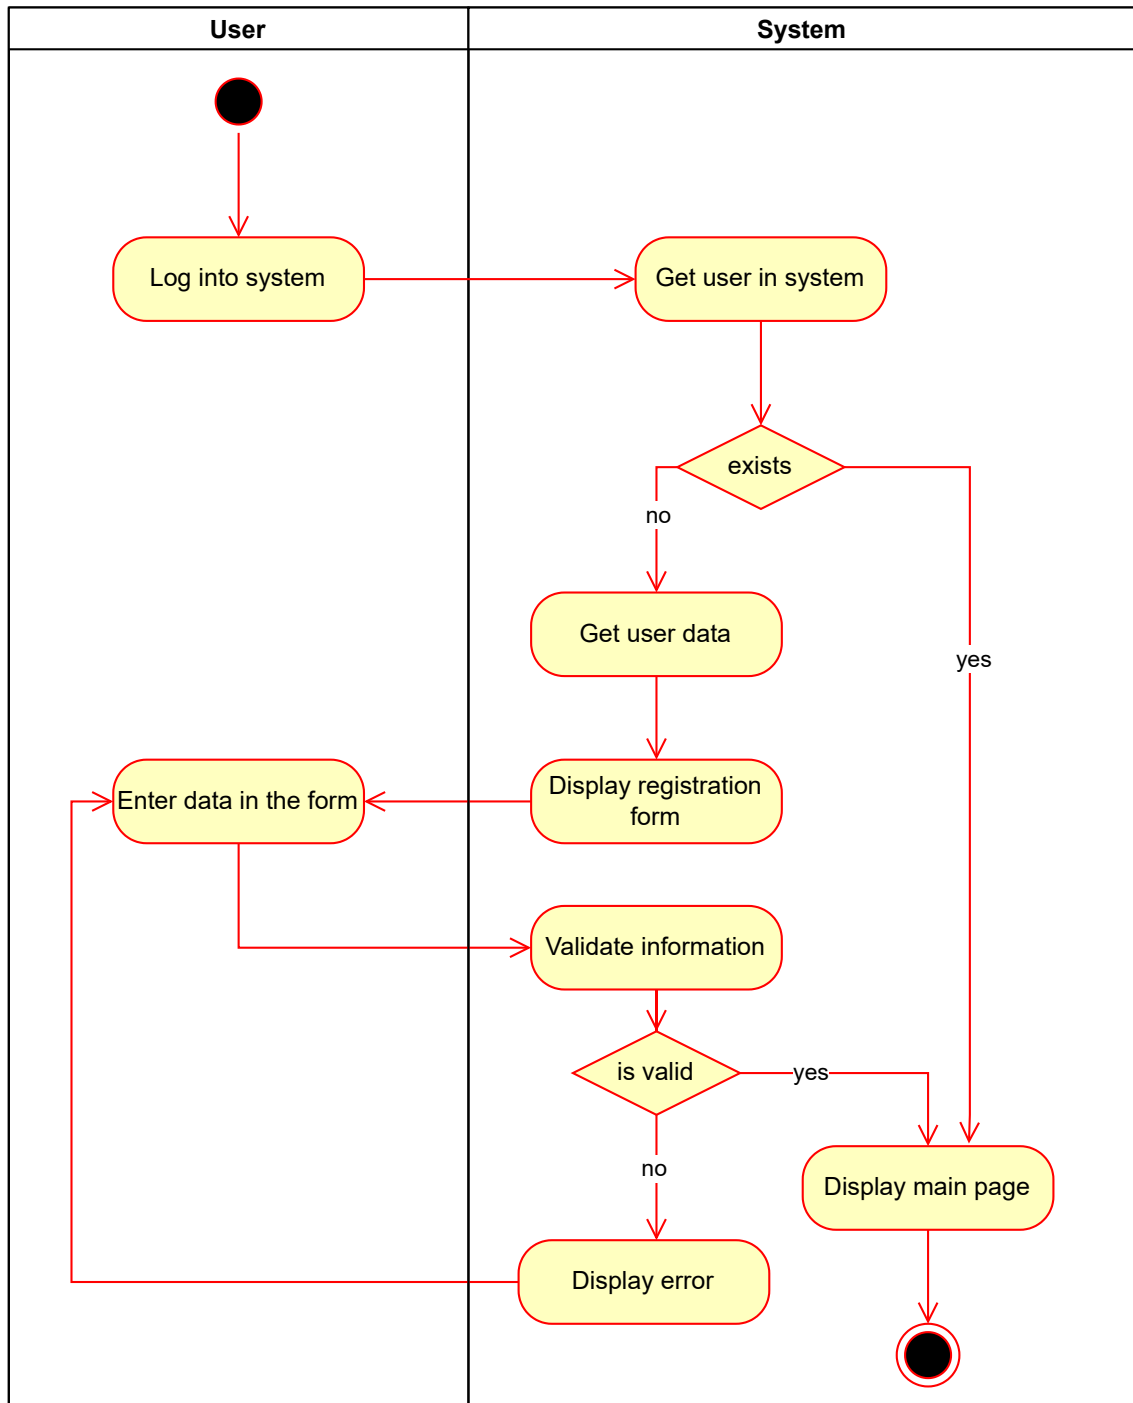 User
System
Log into system
Get user in system
exists
no
Get user data
yes
Enter data in the form
Display registration
form
Validate information
is valid
yes
no
Display main page
Display error